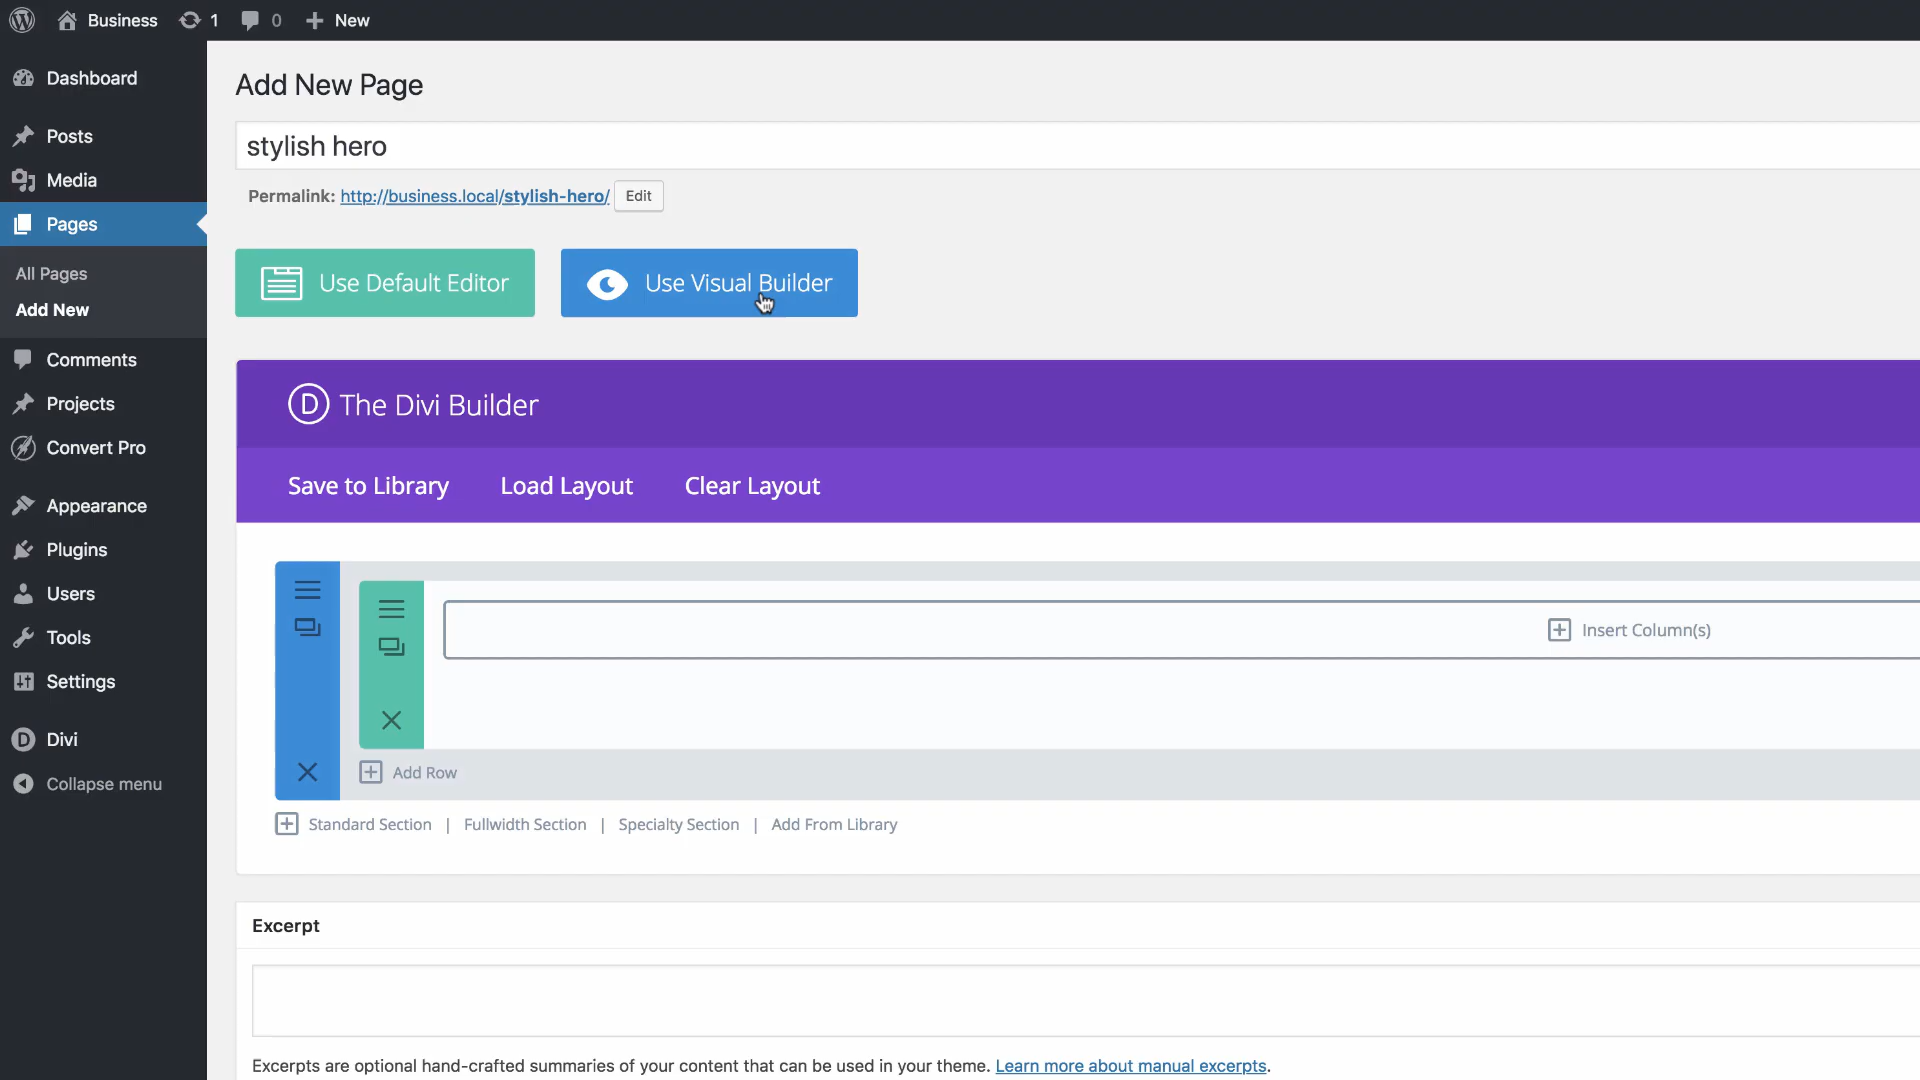 Business 1 0 New
Dashboard
Posts
Media
Pages
All Pages
Add New
Comments
Projects
Convert Pro
Appearance
Plugins
Users
Tools
Settings
Divi
Collapse menu
Add New Page
stylish hero
Permalink: http://business.local/stylish-hero/ Edit
Use Default Editor Use Visual Builder
D The Divi Builder
Save to Library Load Layout Clear Layout
Insert Column(s)
Add Row
Standard Section | Fullwidth Section | Specialty Section | Add From Library
Excerpt
Excerpts are optional hand-crafted summaries of your content that can be used in your theme. Learn more about manual excerpts.